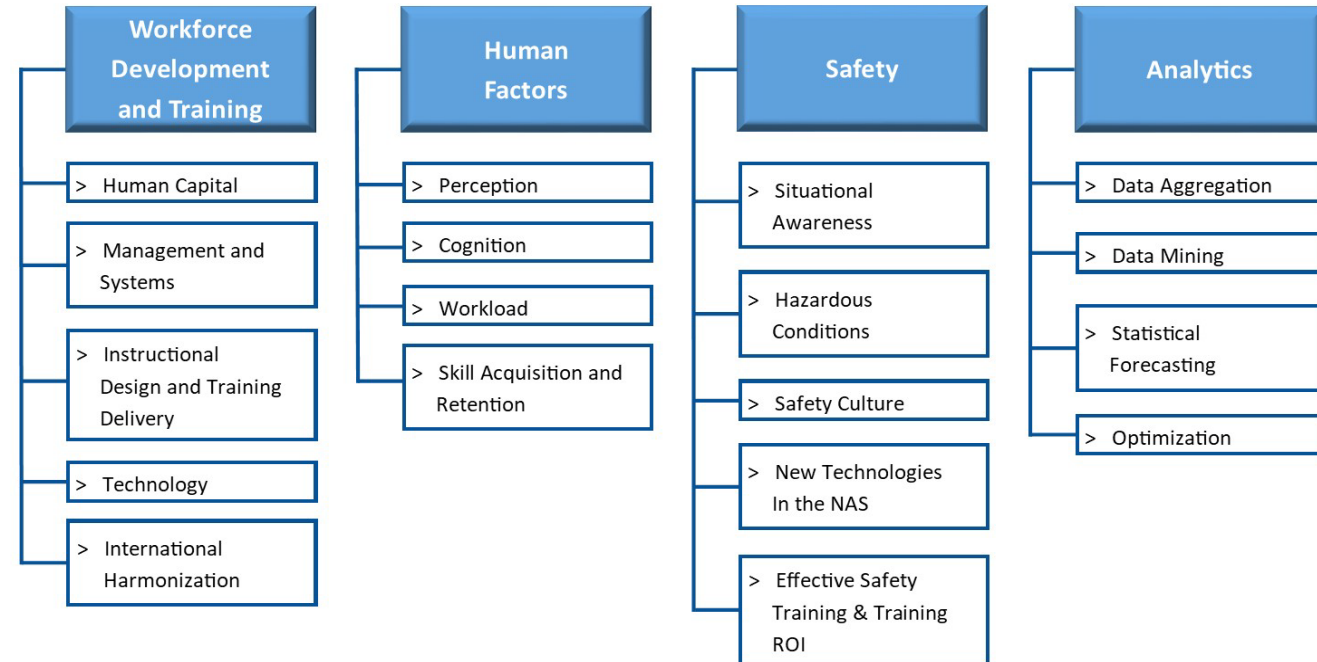 Workforce
Development
and Training
> Human Capital
> Management and
Systems
> Instructional
Design and Training
Delivery
> Technology
> International
Harmonization
Human
Factors
> Perception
> Cognition
> Workload
> Skill Acquisition and
Retention
Safety
> Situational
Awareness
> Hazardous
Conditions
> Safety Culture
> New Technologies
In the NAS
> Effective Safety
Training & Training
ROI
Analytics
> Data Aggregation
> Data Mining
> Statistical
Forecasting
> Optimization